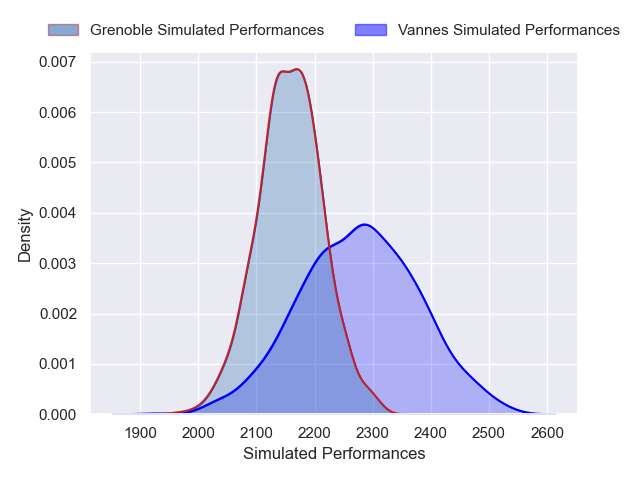 Grenoble Simulated Performances
Vannes Simulated Performances
0.007
0.006
0.005
0.004
0.003
0.002
0.001
0.000
Density
1900 2000 2100 2200 2300 2400 2500 2600
Simulated Performances